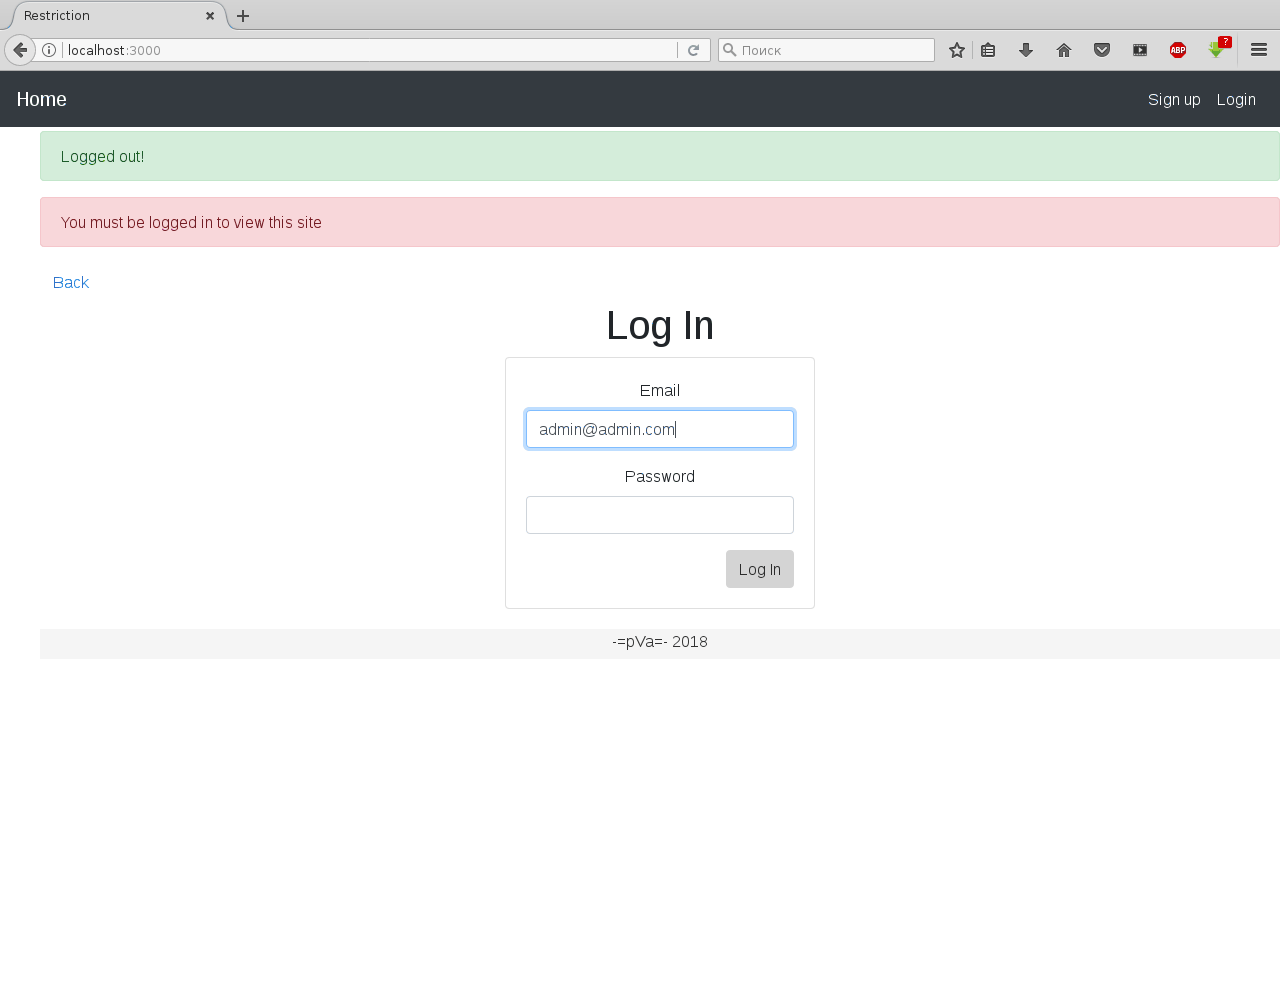 Restriction
localhost:3000
Поиск
ABP
?
Home
Sign up
Login
Logged out!
You must be logged in to view this site
Back
Log In
Email
admin@admin.com
Password
Log In
-=pVa=- 2018